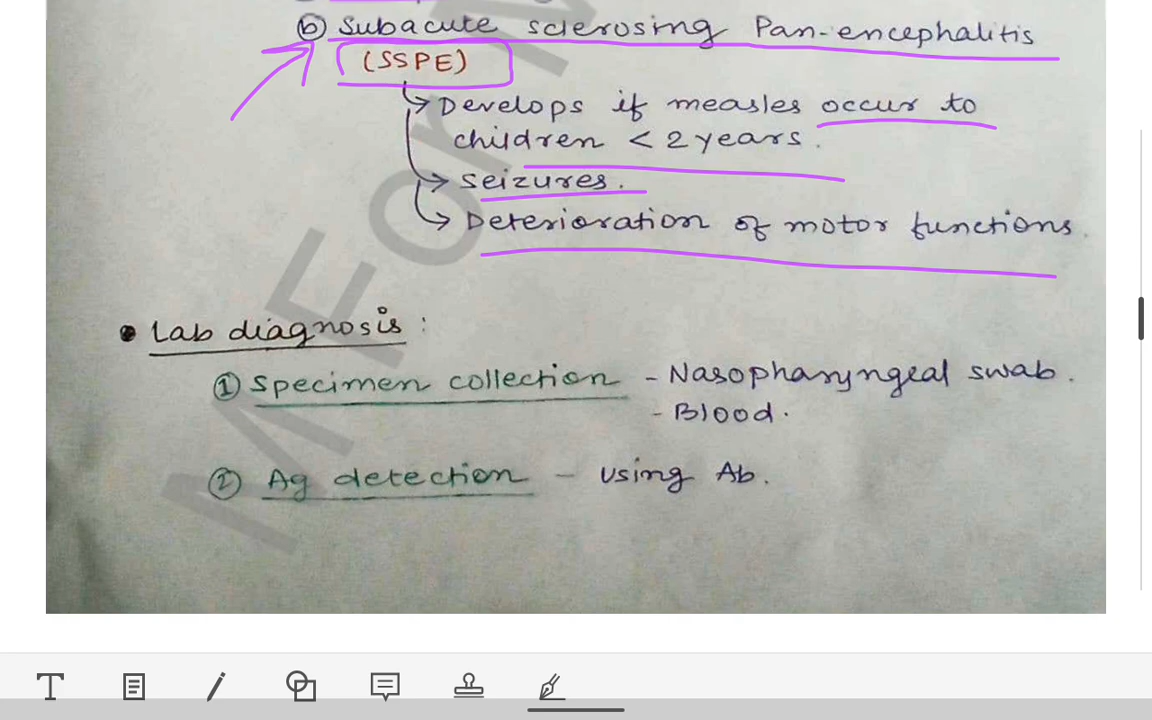 ⓑ Subacute sclerosing Pan-encephalitis
(SSPE)
→ Develops if measles occur to
children < 2 years.
→ Seizures.
→ Deterioration of motor functions.
• Lab diagnosis:
① Specimen collection - Nasopharyngeal swab.
- Blood.
② Ag detection - Using Ab.
MFOR
T